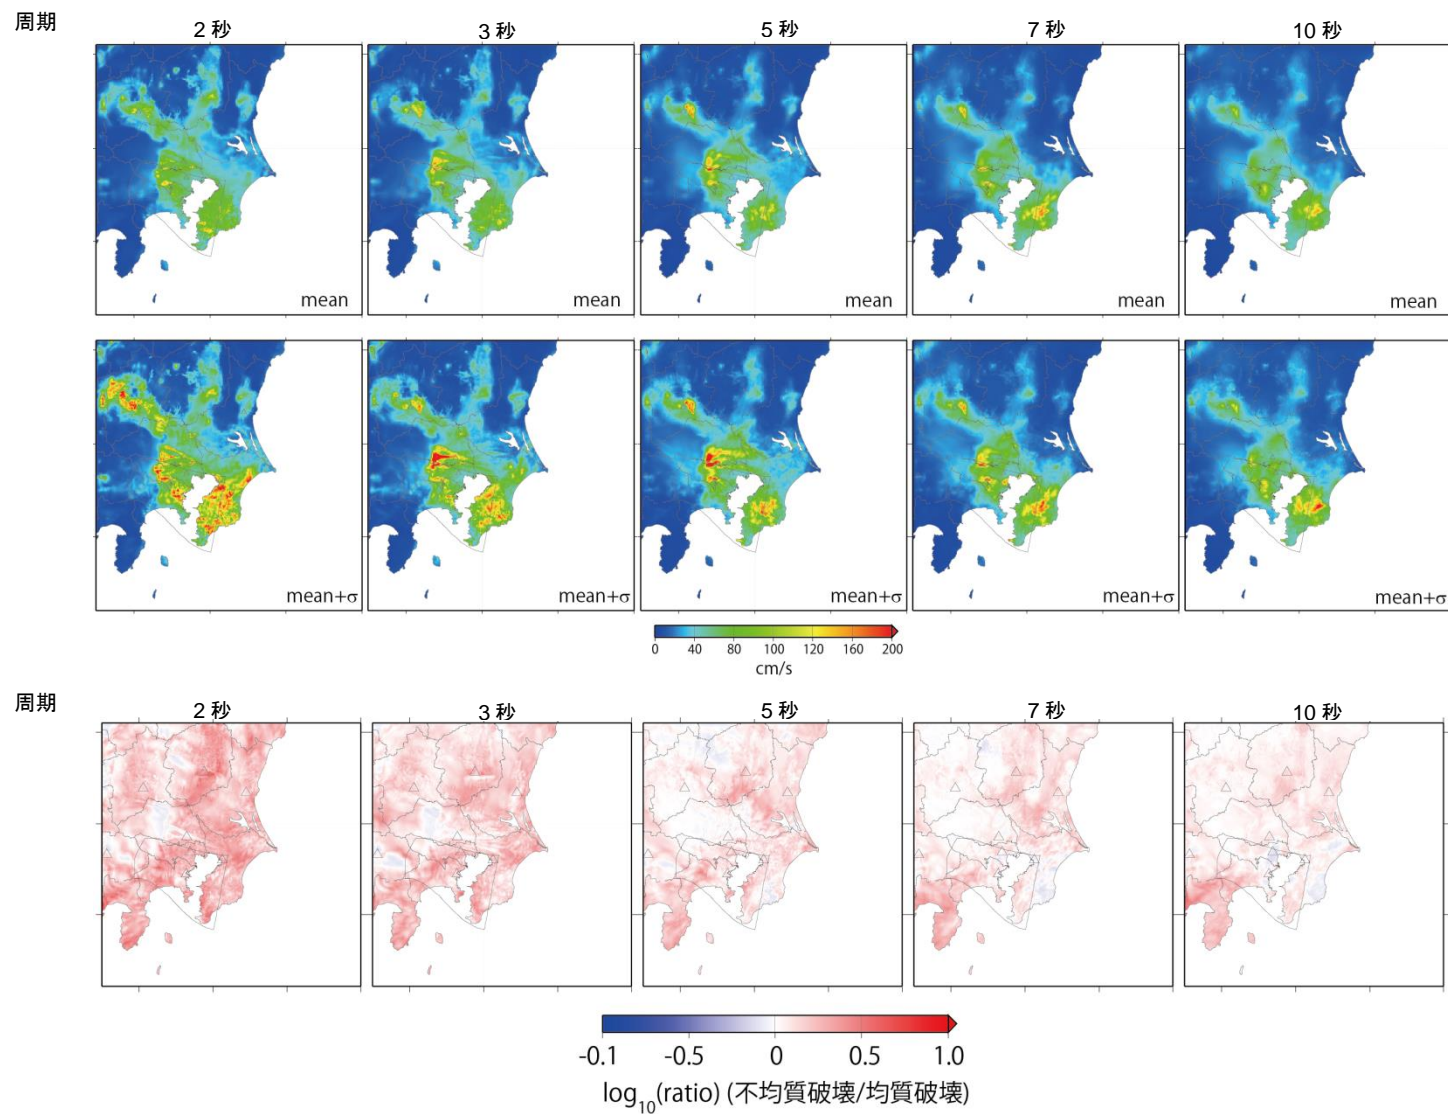 周期
2 秒
3 秒
5 秒
7 秒
10 秒
mean
mean
mean
mean
mean
mean+σ
mean+σ
mean+σ
mean+σ
mean+σ
0 40 80 100 120 160 200
cm/s
周期
2 秒
3 秒
5 秒
7 秒
10 秒
-0.1 -0.5 0 0.5 1.0
log10(ratio) (不均質破壊/均質破壊)